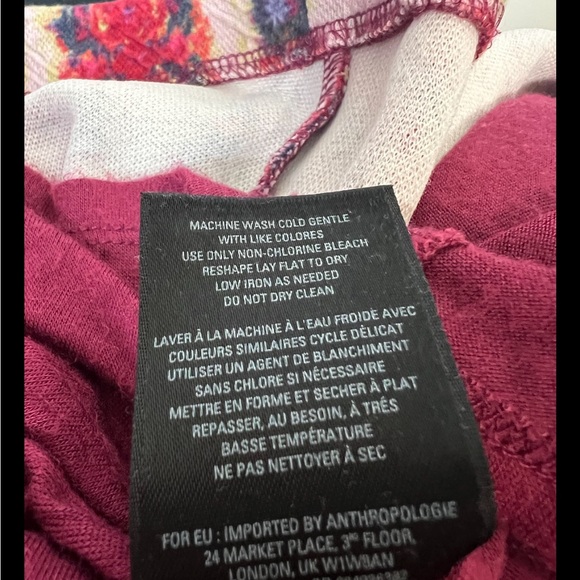 MACHINE WASH COLD GENTLE
WITH LIKE COLORES
USE ONLY NON-CHLORINE BLEACH
RESHAPE LAY FLAT TO DRY
LOW IRON AS NEEDED
DO NOT DRY CLEAN
LAVER À LA MACHINE À L'EAU FROIDE AVEC
COULEURS SIMILAIRES CYCLE DÉLICAT
UTILISER UN AGENT DE BLANCHIMENT
SANS CHLORE SI NÉCESSAIRE
METTRE EN FORME ET SECHER À PLAT
REPASSER, AU BESOIN, À TRÉS
BASSE TEMPÉRATURE
NE PAS NETTOYER À SEC
FOR EU : IMPORTED BY ANTHROPOLOGIE
24 MARKET PLACE, 3RD FLOOR,
LONDON, UK W1W8AN